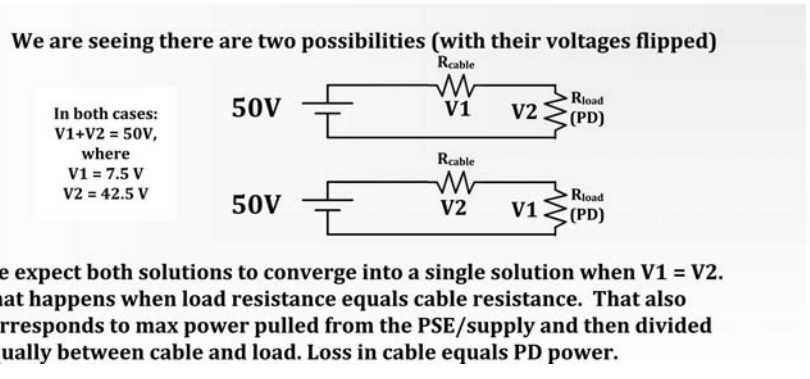 We are seeing there are two possibilities (with their voltages flipped)
Rcable
50V
V1
V2
Rload
(PD)
In both cases:
V1+V2 = 50V,
where
V1 = 7.5 V
V2 = 42.5 V
Rcable
50V
V2
V1
Rload
(PD)
e expect both solutions to converge into a single solution when V1 = V2.
at happens when load resistance equals cable resistance. That also
rresponds to max power pulled from the PSE/supply and then divided
ually between cable and load. Loss in cable equals PD power.